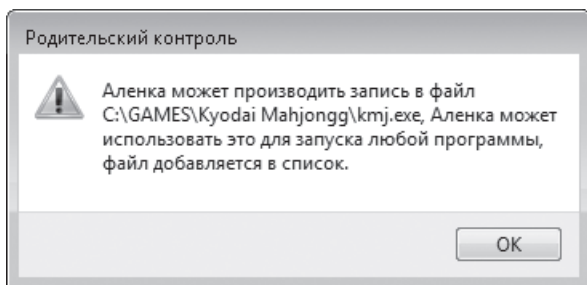 Родительский контроль
Аленка может производить запись в файл
C:\GAMES\Kyodai Mahjongg\kmj.exe, Аленка может
использовать это для запуска любой программы,
файл добавляется в список.
ОК